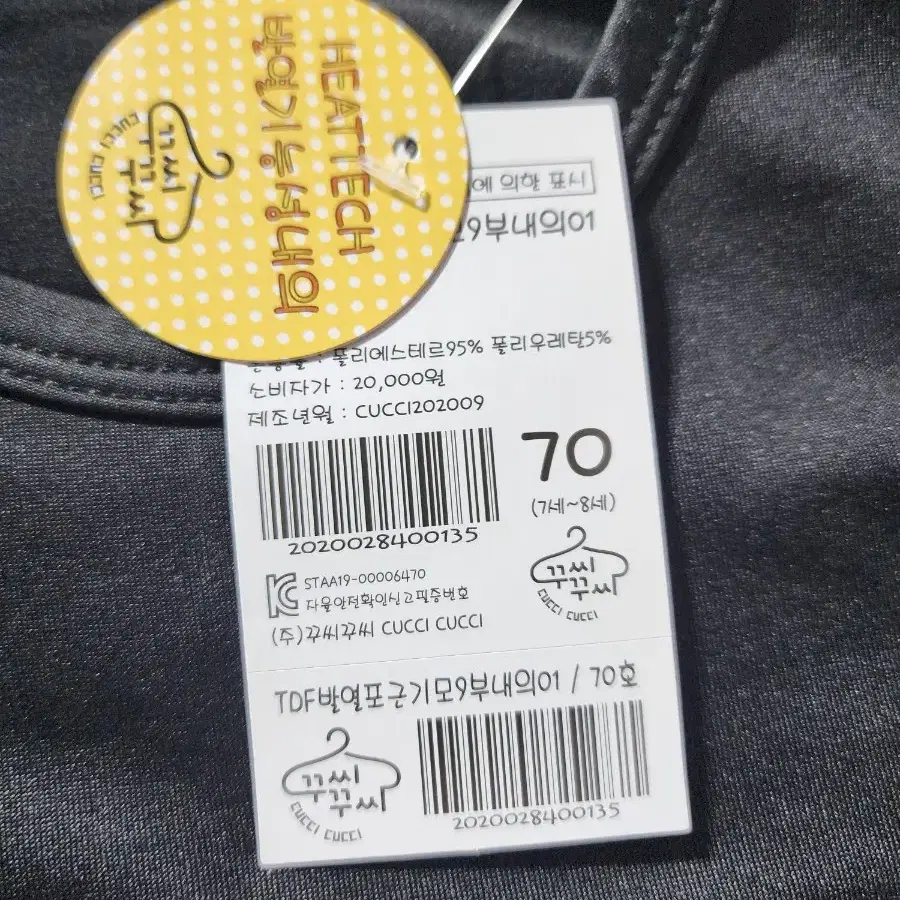 HEATTECH
발열기능성내의
꾸씨꾸씨
CUCCI CUCCI
에 의한 표시
9부내의01
: 폴리에스테르95% 폴리우레탄5%
소비자가 : 20,000원
제조년월 : CUCCI202009
70
(7세~8세)
2020028400135
꾸씨꾸씨
CUCCI CUCCI
STAA19-00006470
자율안전확인신고필증번호
(주)꾸씨꾸씨 CUCCI CUCCI
TDF발열포근기모9부내의01 / 70호
꾸씨꾸씨
CUCCI CUCCI
2020028400135